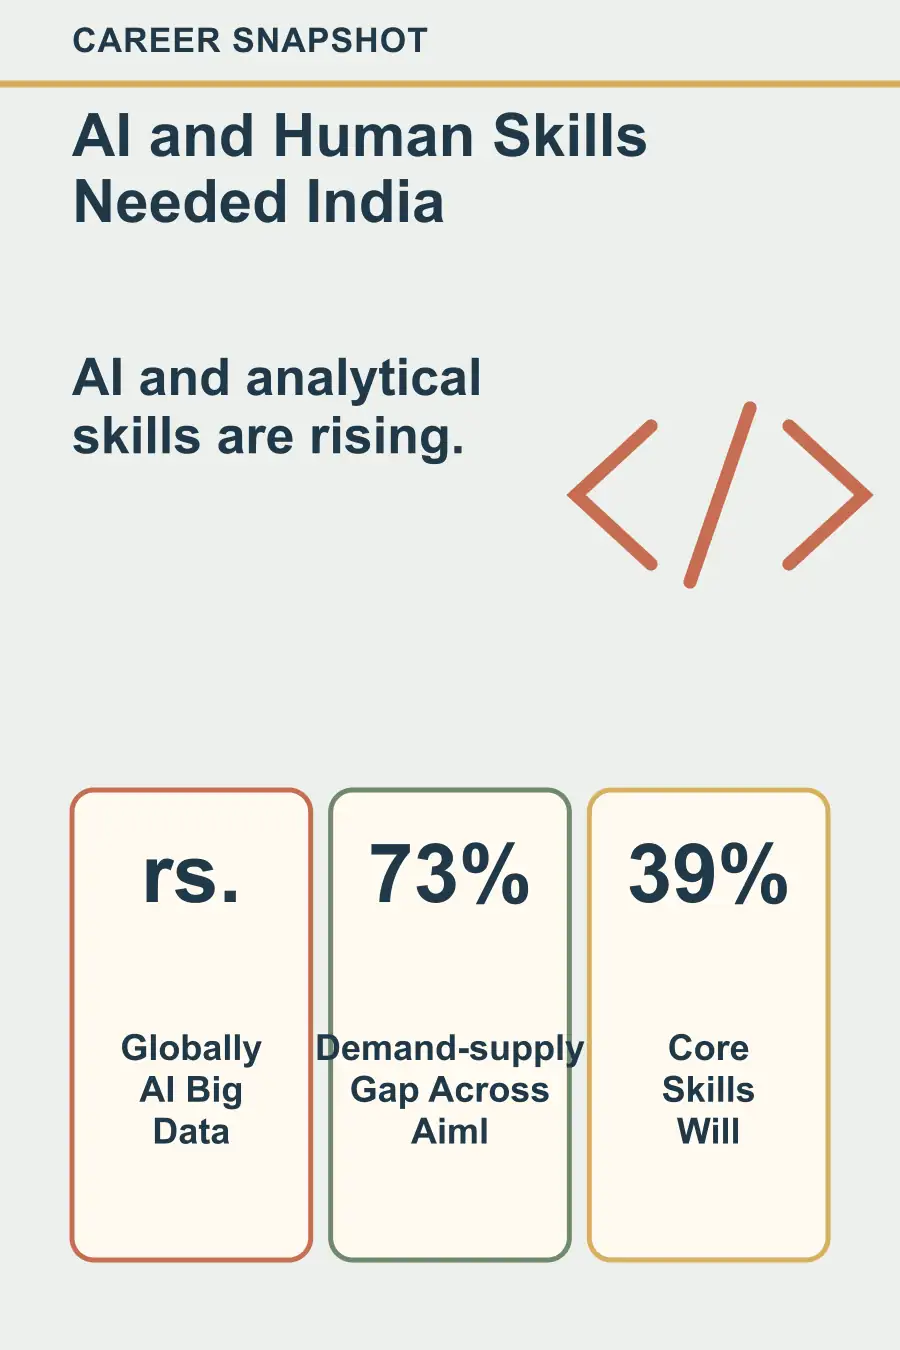 CAREER SNAPSHOT
AI and Human Skills
Needed India
AI and analytical
skills are rising.
</>
rs.
Globally
AI Big
Data
73%
Demand-supply
Gap Across
Aiml
39%
Core
Skills
Will